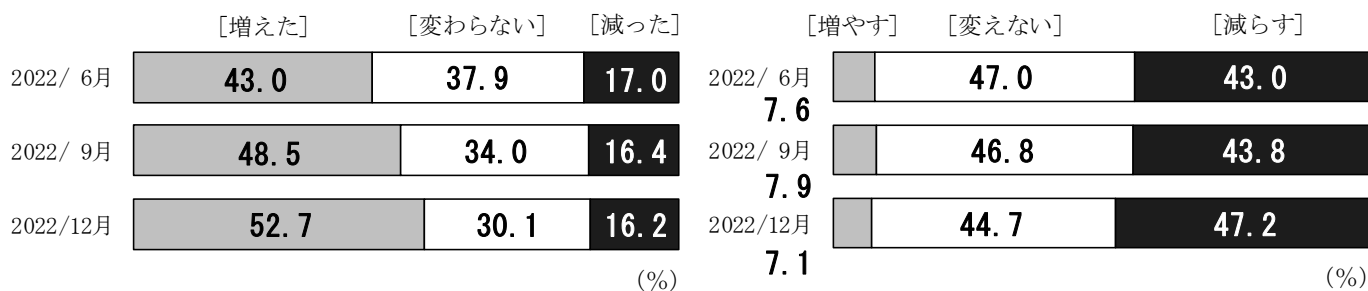 [増えた] [変わらない] [減った]
2022/ 6月 43.0 37.9 17.0
2022/ 9月 48.5 34.0 16.4
2022/12月 52.7 30.1 16.2
(%)
[増やす] [変えない] [減らす]
2022/ 6月 47.0 43.0
7.6
2022/ 9月 46.8 43.8
7.9
2022/12月 44.7 47.2
7.1
(%)